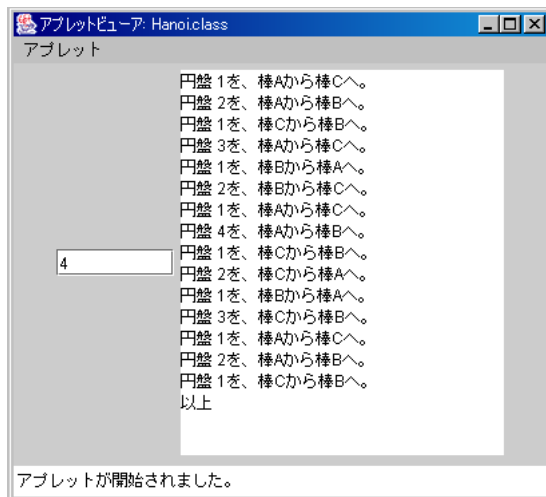 アプレットビューア: Hanoi.class
アプレット
円盤 1を、棒Aから棒Cへ。
円盤 2を、棒Aから棒Bへ。
円盤 1を、棒Cから棒Bへ。
円盤 3を、棒Aから棒Cへ。
円盤 1を、棒Bから棒Aへ。
円盤 2を、棒Bから棒Cへ。
円盤 1を、棒Aから棒Cへ。
円盤 4を、棒Aから棒Bへ。
4
円盤 1を、棒Cから棒Bへ。
円盤 2を、棒Cから棒Aへ。
円盤 1を、棒Bから棒Aへ。
円盤 3を、棒Cから棒Bへ。
円盤 1を、棒Aから棒Cへ。
円盤 2を、棒Aから棒Bへ。
円盤 1を、棒Cから棒Bへ。
以上
アプレットが開始されました。